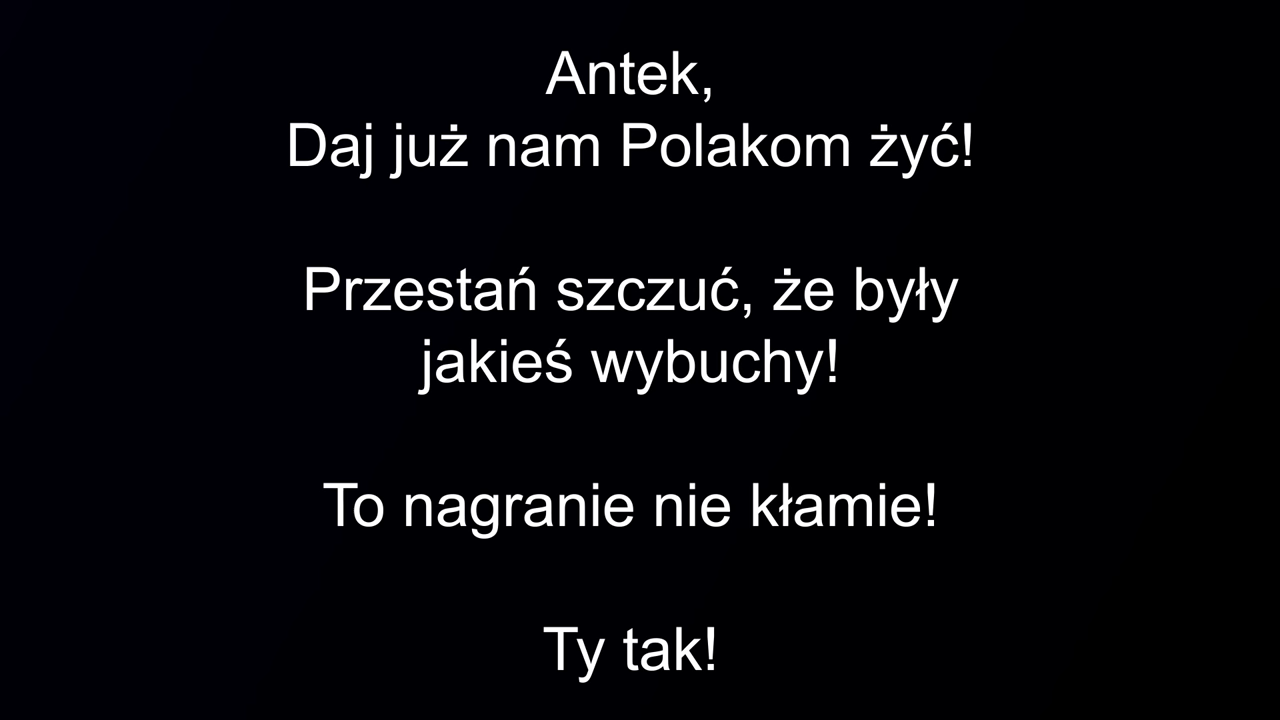 Antek,
Daj już nam Polakom żyć!
Przestań szczuć, że były
jakieś wybuchy!
To nagranie nie kłamie!
Ty tak!